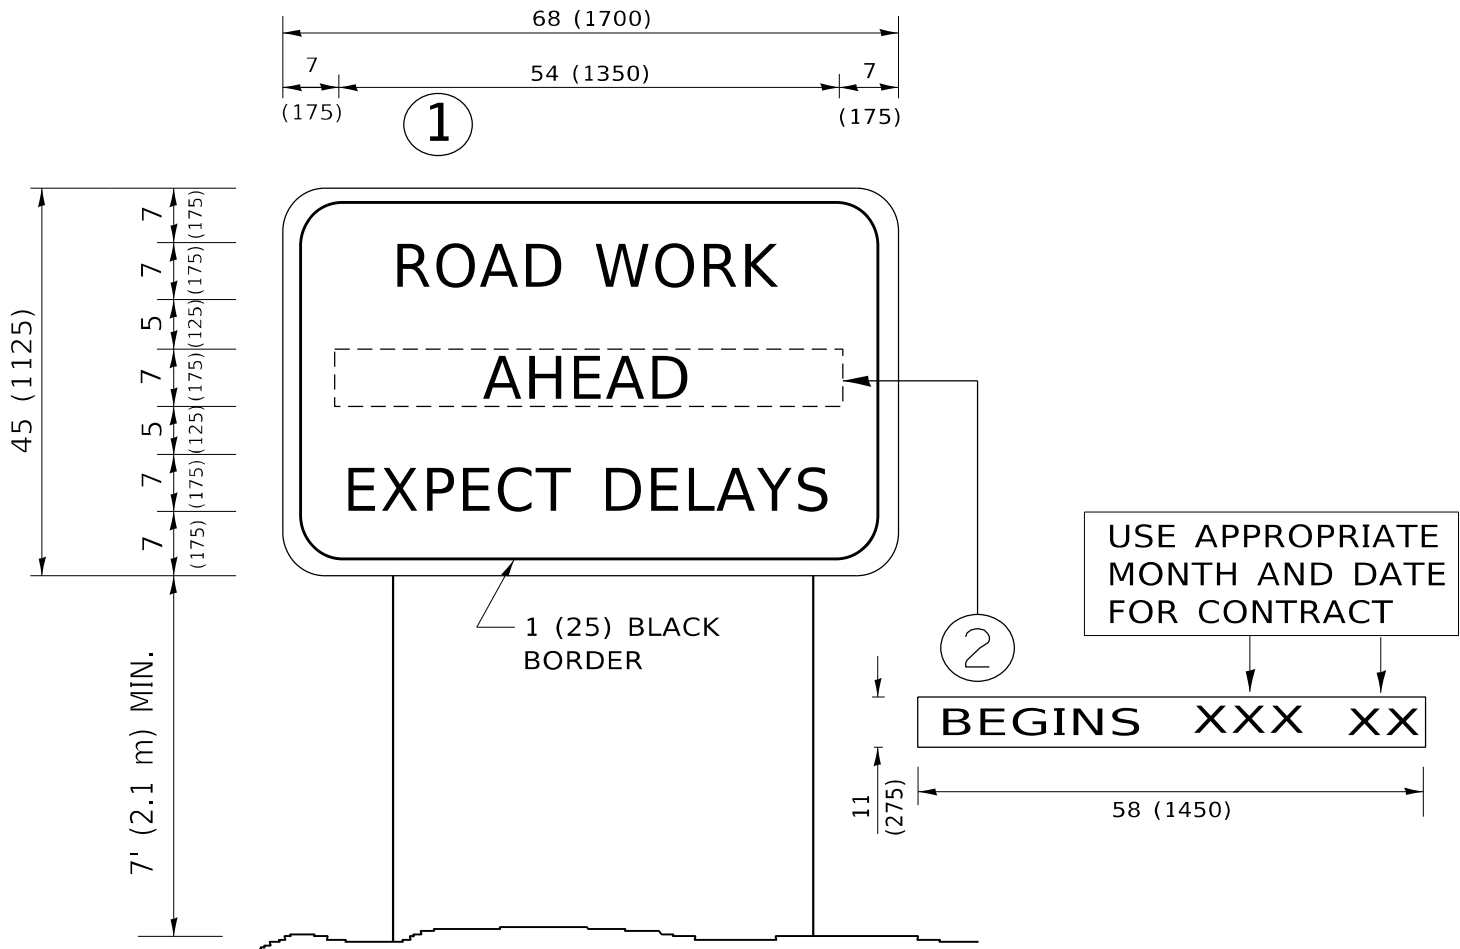 68 (1700)
7
54 (1350)
7
(175)
(175)
1
45 (1125)
7
(175)
7
(175)
5
(125)
7
(175)
5
(125)
7
(175)
7
(175)
ROAD WORK
AHEAD
EXPECT DELAYS
1 (25) BLACK
BORDER
7' (2.1 m) MIN.
USE APPROPRIATE
MONTH AND DATE
FOR CONTRACT
2
BEGINS XXX XX
11
(275)
58 (1450)